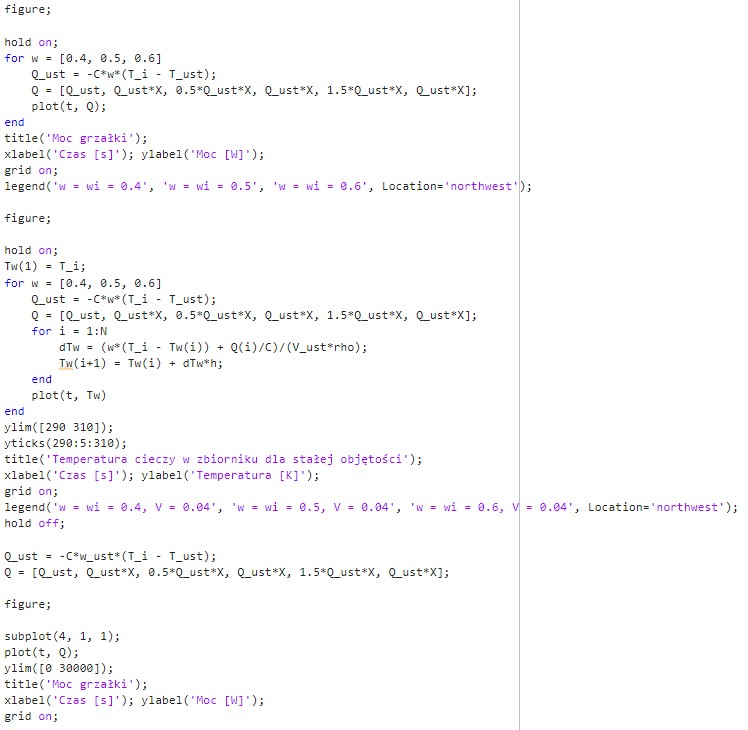 figure;
hold on;
for w = [0.4, 0.5, 0.6]
    Q_ust = -C*w*(T_i - T_ust);
    Q = [Q_ust, Q_ust*X, 0.5*Q_ust*X, Q_ust*X, 1.5*Q_ust*X, Q_ust*X];
    plot(t, Q);
end
title('Moc grzałki');
xlabel('Czas [s]'); ylabel('Moc [W]');
grid on;
legend('w = wi = 0.4', 'w = wi = 0.5', 'w = wi = 0.6', Location='northwest');
figure;
hold on;
Tw(1) = T_i;
for w = [0.4, 0.5, 0.6]
    Q_ust = -C*w*(T_i - T_ust);
    Q = [Q_ust, Q_ust*X, 0.5*Q_ust*X, Q_ust*X, 1.5*Q_ust*X, Q_ust*X];
    for i = 1:N
        dTw = (w*(T_i - Tw(i)) + Q(i)/C)/(V_ust*rho);
        Tw(i+1) = Tw(i) + dTw*h;
    end
    plot(t, Tw)
end
ylim([290 310]);
yticks(290:5:310);
title('Temperatura cieczy w zbiorniku dla stałej objętości');
xlabel('Czas [s]'); ylabel('Temperatura [K]');
grid on;
legend('w = wi = 0.4, V = 0.04', 'w = wi = 0.5, V = 0.04', 'w = wi = 0.6, V = 0.04', Location='northwest');
hold off;
Q_ust = -C*w_ust*(T_i - T_ust);
Q = [Q_ust, Q_ust*X, 0.5*Q_ust*X, Q_ust*X, 1.5*Q_ust*X, Q_ust*X];
figure;
subplot(4, 1, 1);
plot(t, Q);
ylim([0 30000]);
title('Moc grzałki');
xlabel('Czas [s]'); ylabel('Moc [W]');
grid on;